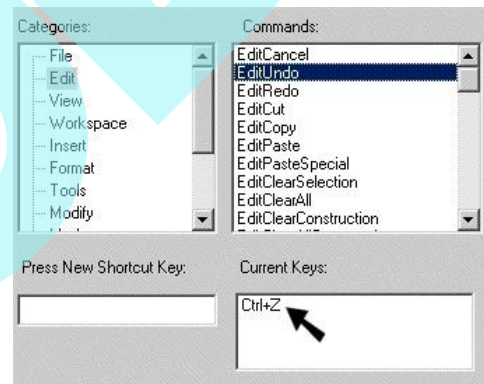 Categories:
File
Edit
View
Workspace
Insert
Format
Tools
Modify
Commands:
EditCancel
EditUndo
EditRedo
EditCut
EditCopy
EditPaste
EditPasteSpecial
EditClearSelection
EditClearAll
EditClearConstruction
Press New Shortcut Key:
Current Keys:
Ctrl+Z